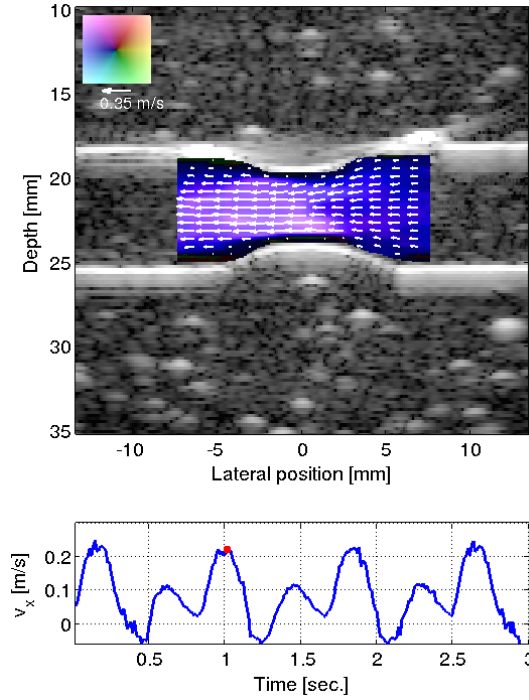 10
15
20
25
30
35
Depth [mm]
0.35 m/s
-10 -5 0 5 10
Lateral position [mm]
0.2
0.1
0
v_x [m/s]
0.5 1 1.5 2 2.5 3
Time [sec.]